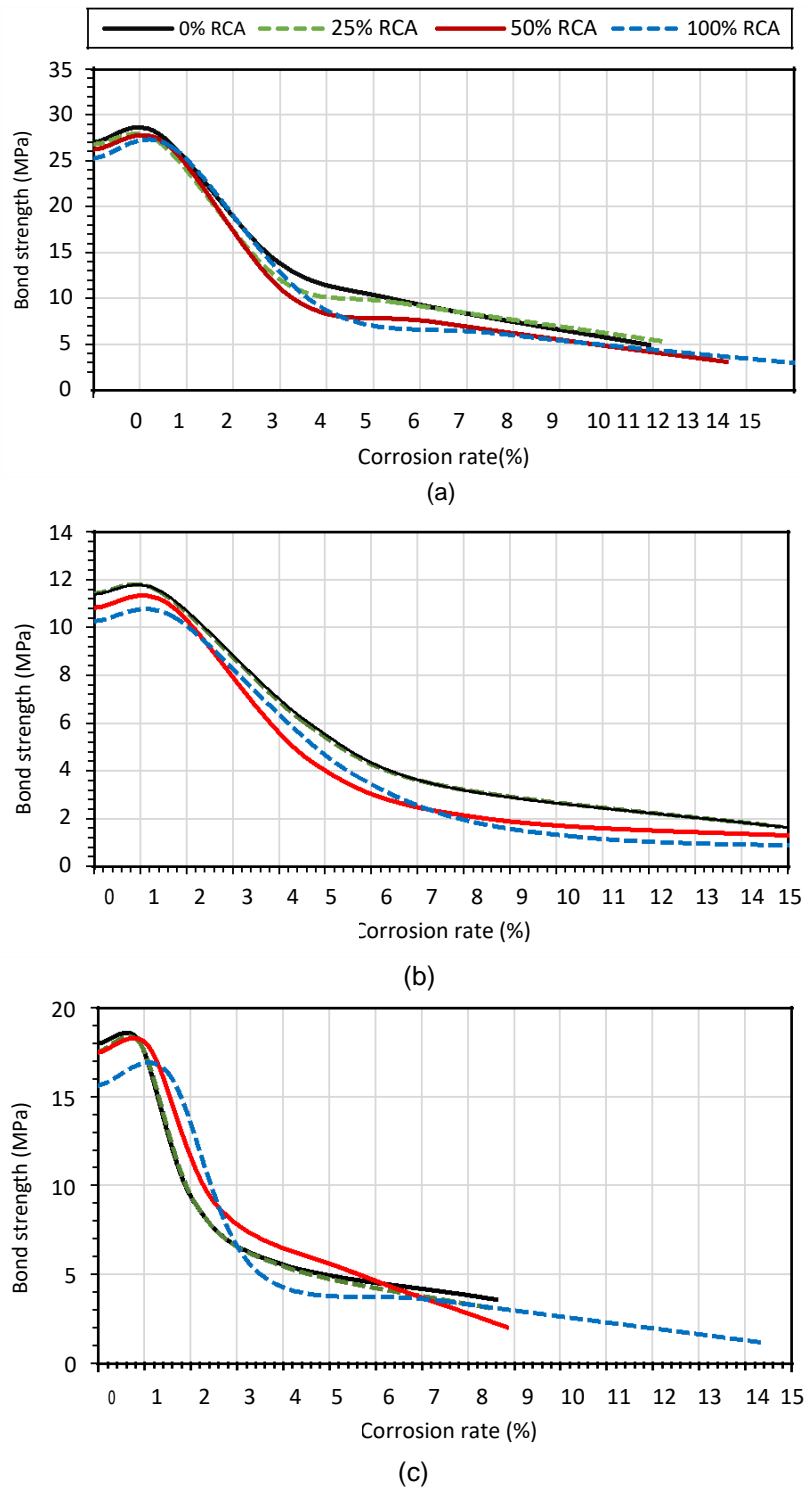 0% RCA 25% RCA 50% RCA 100% RCA
35
30
25
20
15
10
5
0
Bond strength (MPa)
0 1 2 3 4 5 6 7 8 9 10 11 12 13 14 15
Corrosion rate(%)
(a)
14
12
10
8
6
4
2
0
Bond strength (MPa)
0 1 2 3 4 5 6 7 8 9 10 11 12 13 14 15
Corrosion rate (%)
(b)
20
15
10
5
0
Bond strength (MPa)
0 1 2 3 4 5 6 7 8 9 10 11 12 13 14 15
Corrosion rate (%)
(c)